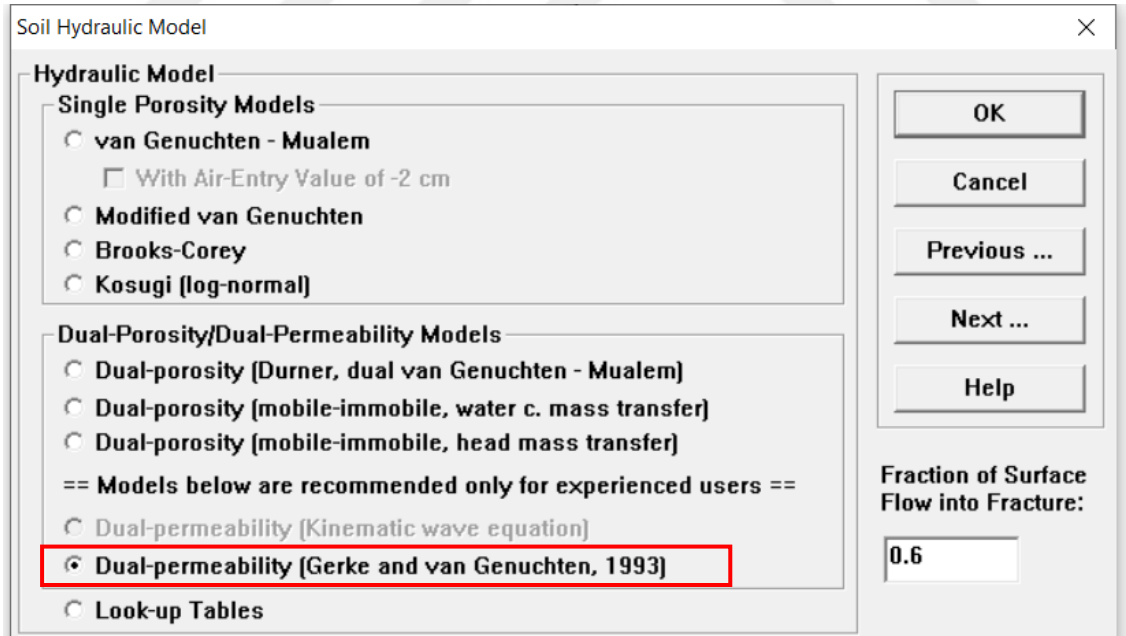 Soil Hydraulic Model
Hydraulic Model
Single Porosity Models
van Genuchten - Mualem
With Air-Entry Value of -2 cm
Modified van Genuchten
Brooks-Corey
Kosugi (log-normal)
Dual-Porosity/Dual-Permeability Models
Dual-porosity (Durner, dual van Genuchten - Mualem)
Dual-porosity (mobile-immobile, water c. mass transfer)
Dual-porosity (mobile-immobile, head mass transfer)
== Models below are recommended only for experienced users ==
Dual-permeability (Kinematic wave equation)
Dual-permeability (Gerke and van Genuchten, 1993)
Look-up Tables
OK
Cancel
Previous ...
Next ...
Help
Fraction of Surface
Flow into Fracture:
0.6